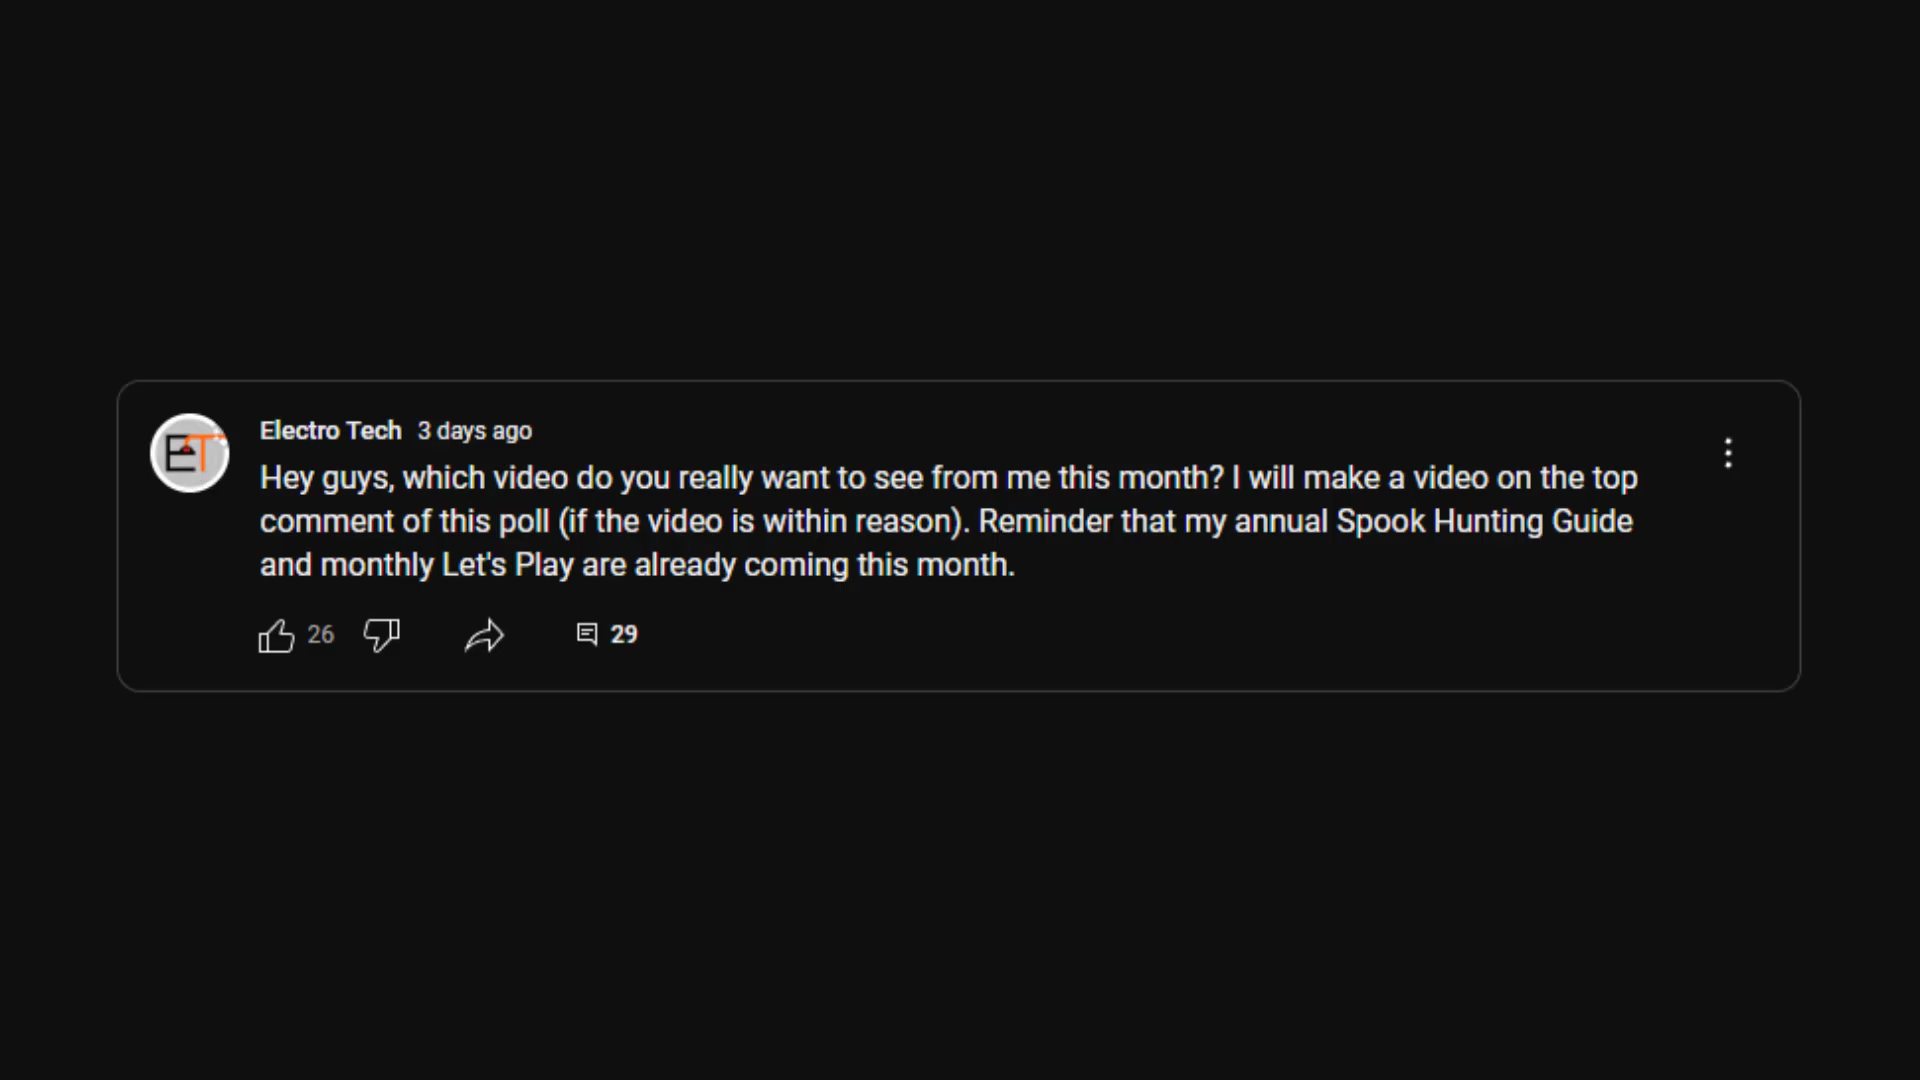 ET
Electro Tech 3 days ago
Hey guys, which video do you really want to see from me this month? I will make a video on the top
comment of this poll (if the video is within reason). Reminder that my annual Spook Hunting Guide
and monthly Let's Play are already coming this month.
26 29